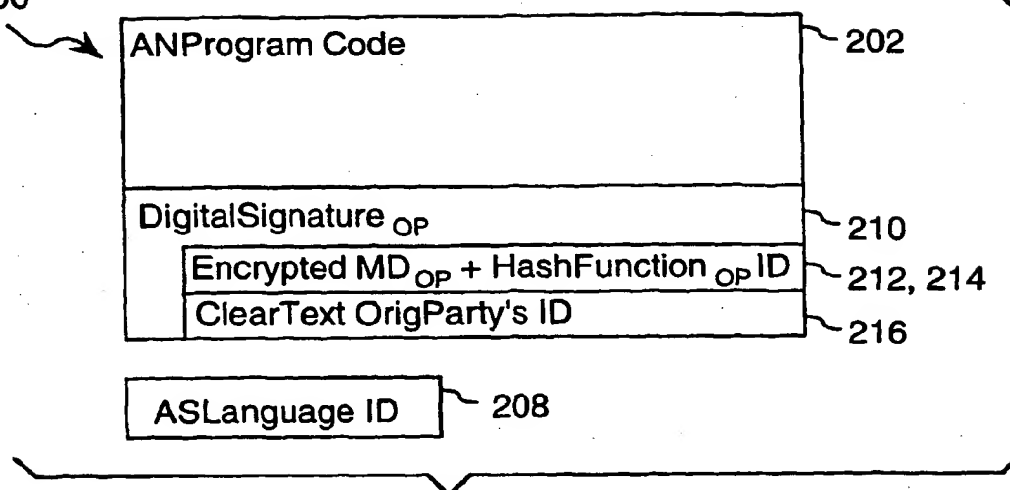 ANProgram Code 202
DigitalSignature OP 210
Encrypted MD OP + HashFunction OP ID 212, 214
ClearText OrigParty's ID 216
ASLanguage ID 208